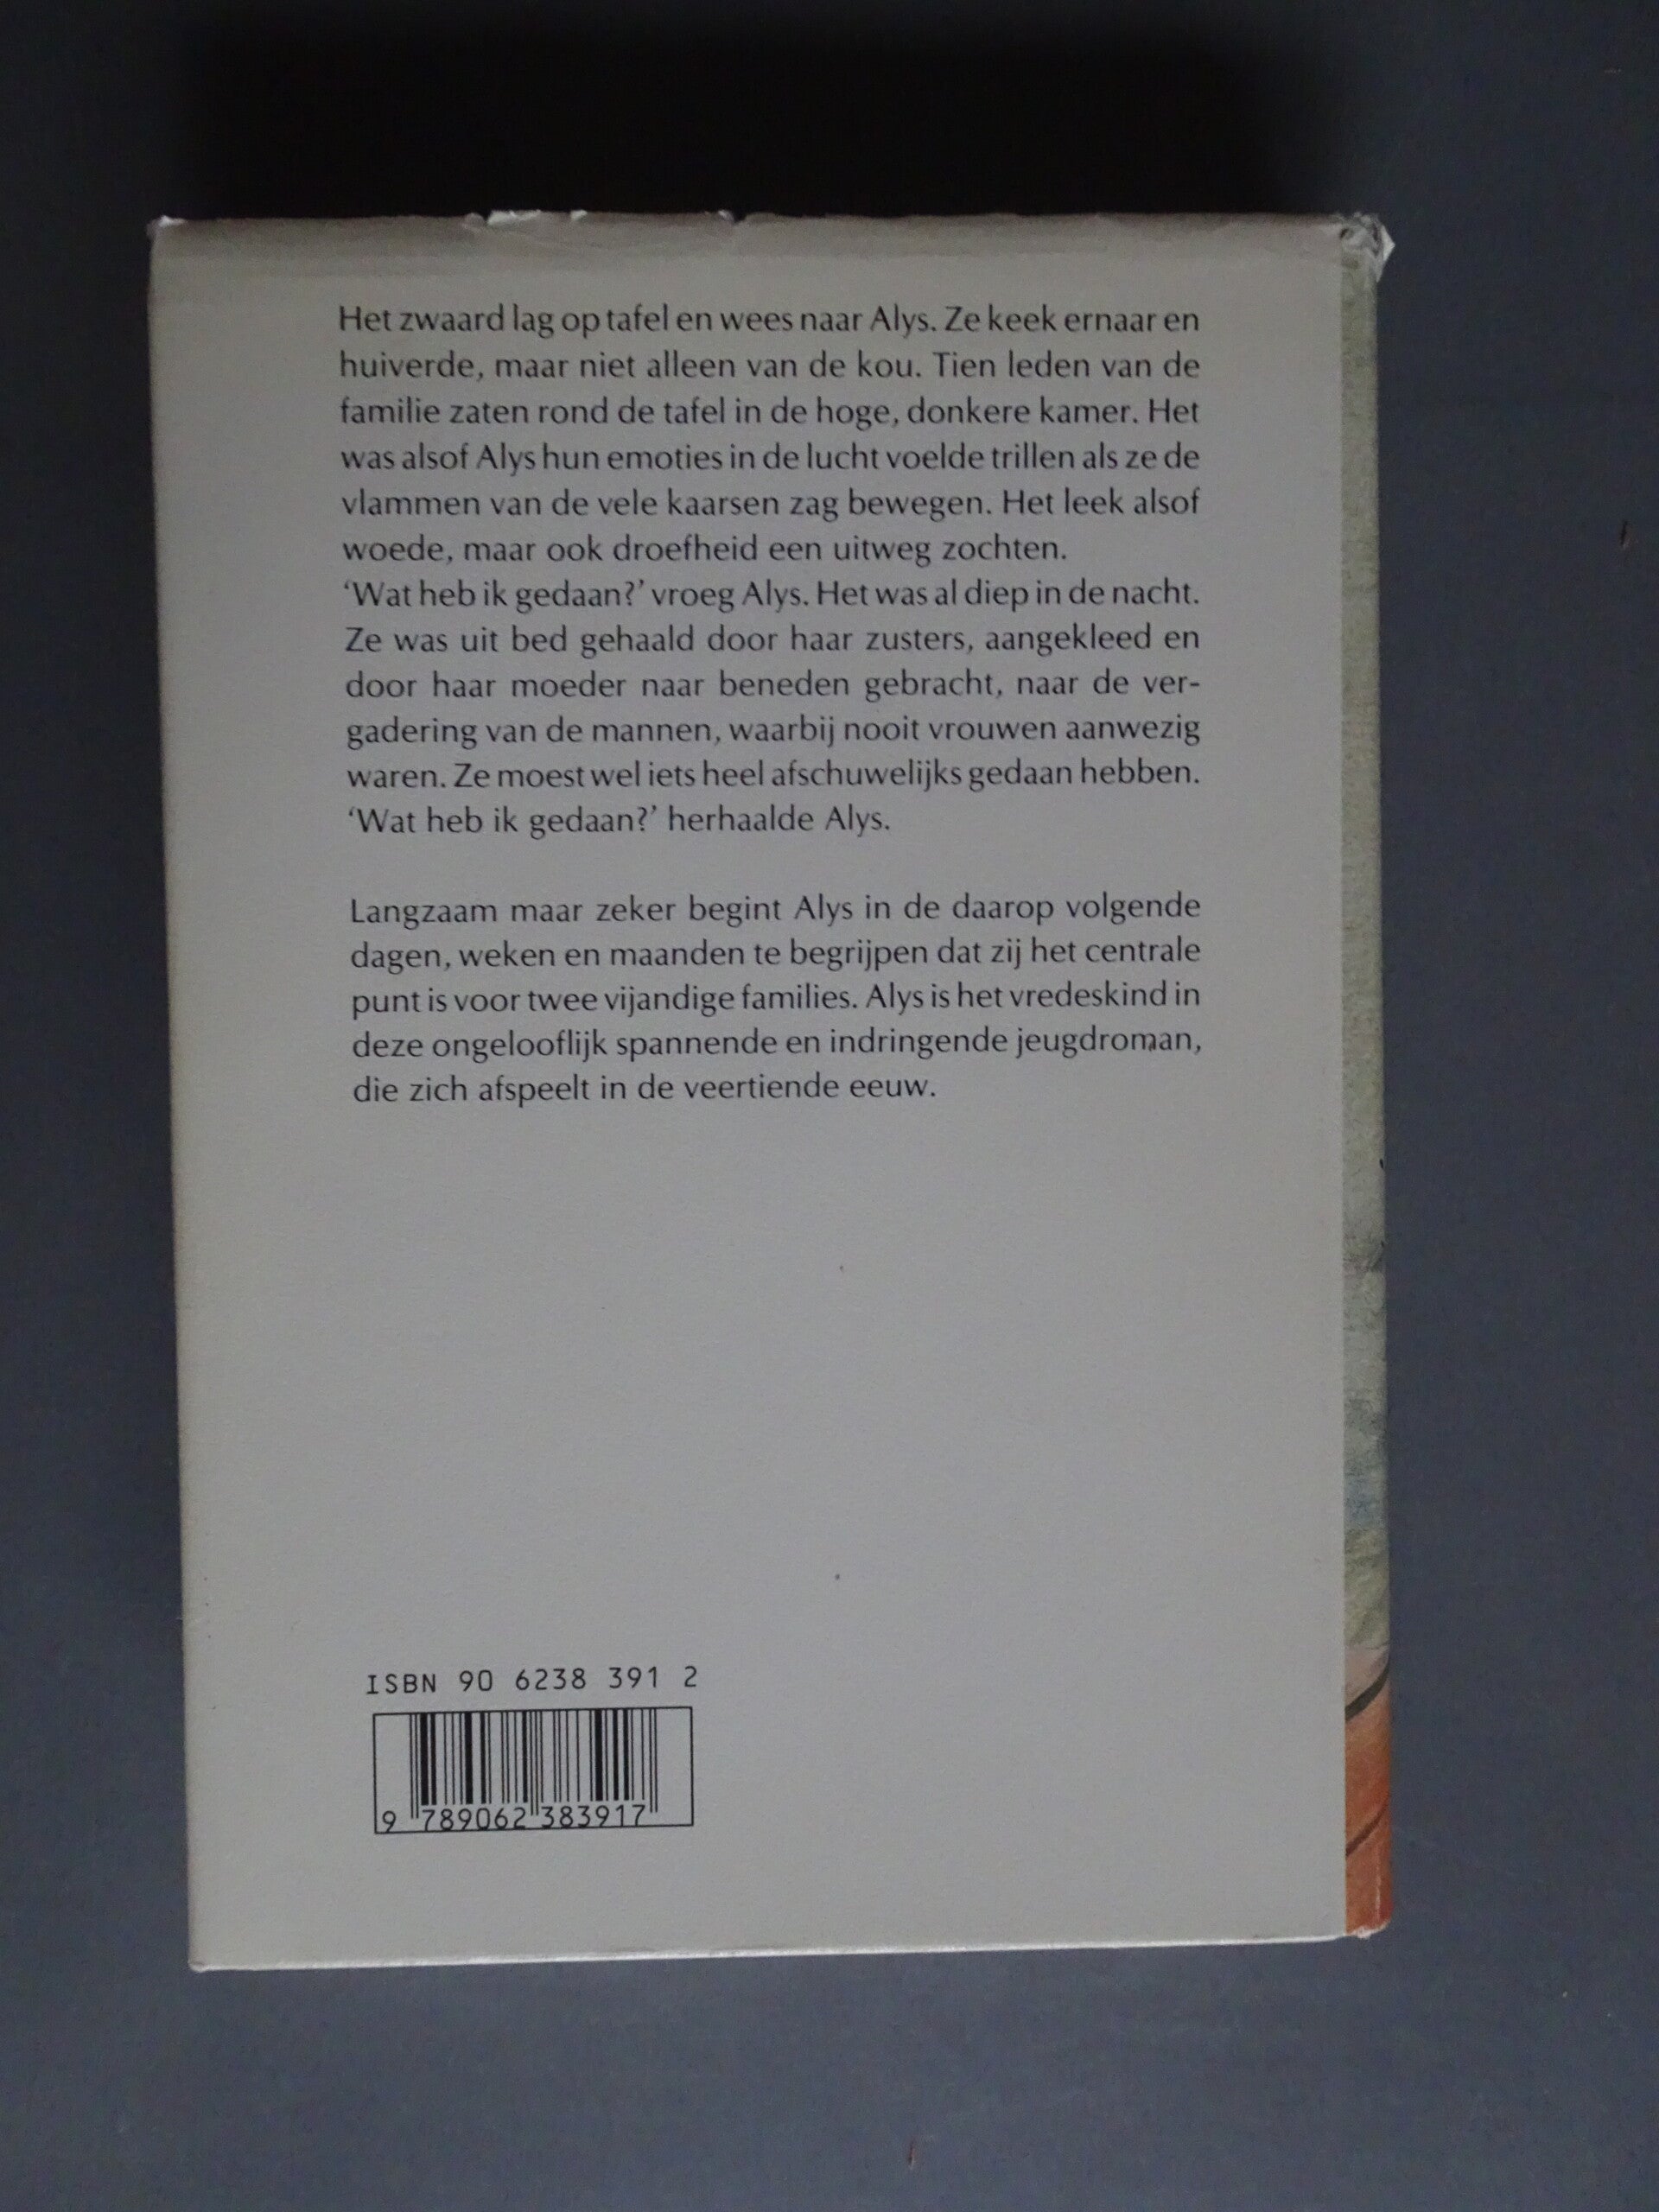 Het zwaard lag op tafel en wees naar Alys. Ze keek ernaar en
huiverde, maar niet alleen van de kou. Tien leden van de
familie zaten rond de tafel in de hoge, donkere kamer. Het
was alsof Alys hun emoties in de lucht voelde trillen als ze de
vlammen van de vele kaarsen zag bewegen. Het leek alsof
woede, maar ook droefheid een uitweg zochten.
‘Wat heb ik gedaan?’ vroeg Alys. Het was al diep in de nacht.
Ze was uit bed gehaald door haar zusters, aangekleed en
door haar moeder naar beneden gebracht, naar de ver-
gadering van de mannen, waarbij nooit vrouwen aanwezig
waren. Ze moest wel iets heel afschuwelijks gedaan hebben.
‘Wat heb ik gedaan?’ herhaalde Alys.
Langzaam maar zeker begint Alys in de daarop volgende
dagen, weken en maanden te begrijpen dat zij het centrale
punt is voor twee vijandige families. Alys is het vredeskind in
deze ongelooflijk spannende en indringende jeugdroman,
die zich afspeelt in de veertiende eeuw.
ISBN 90 6238 391 2
9 789062 383917